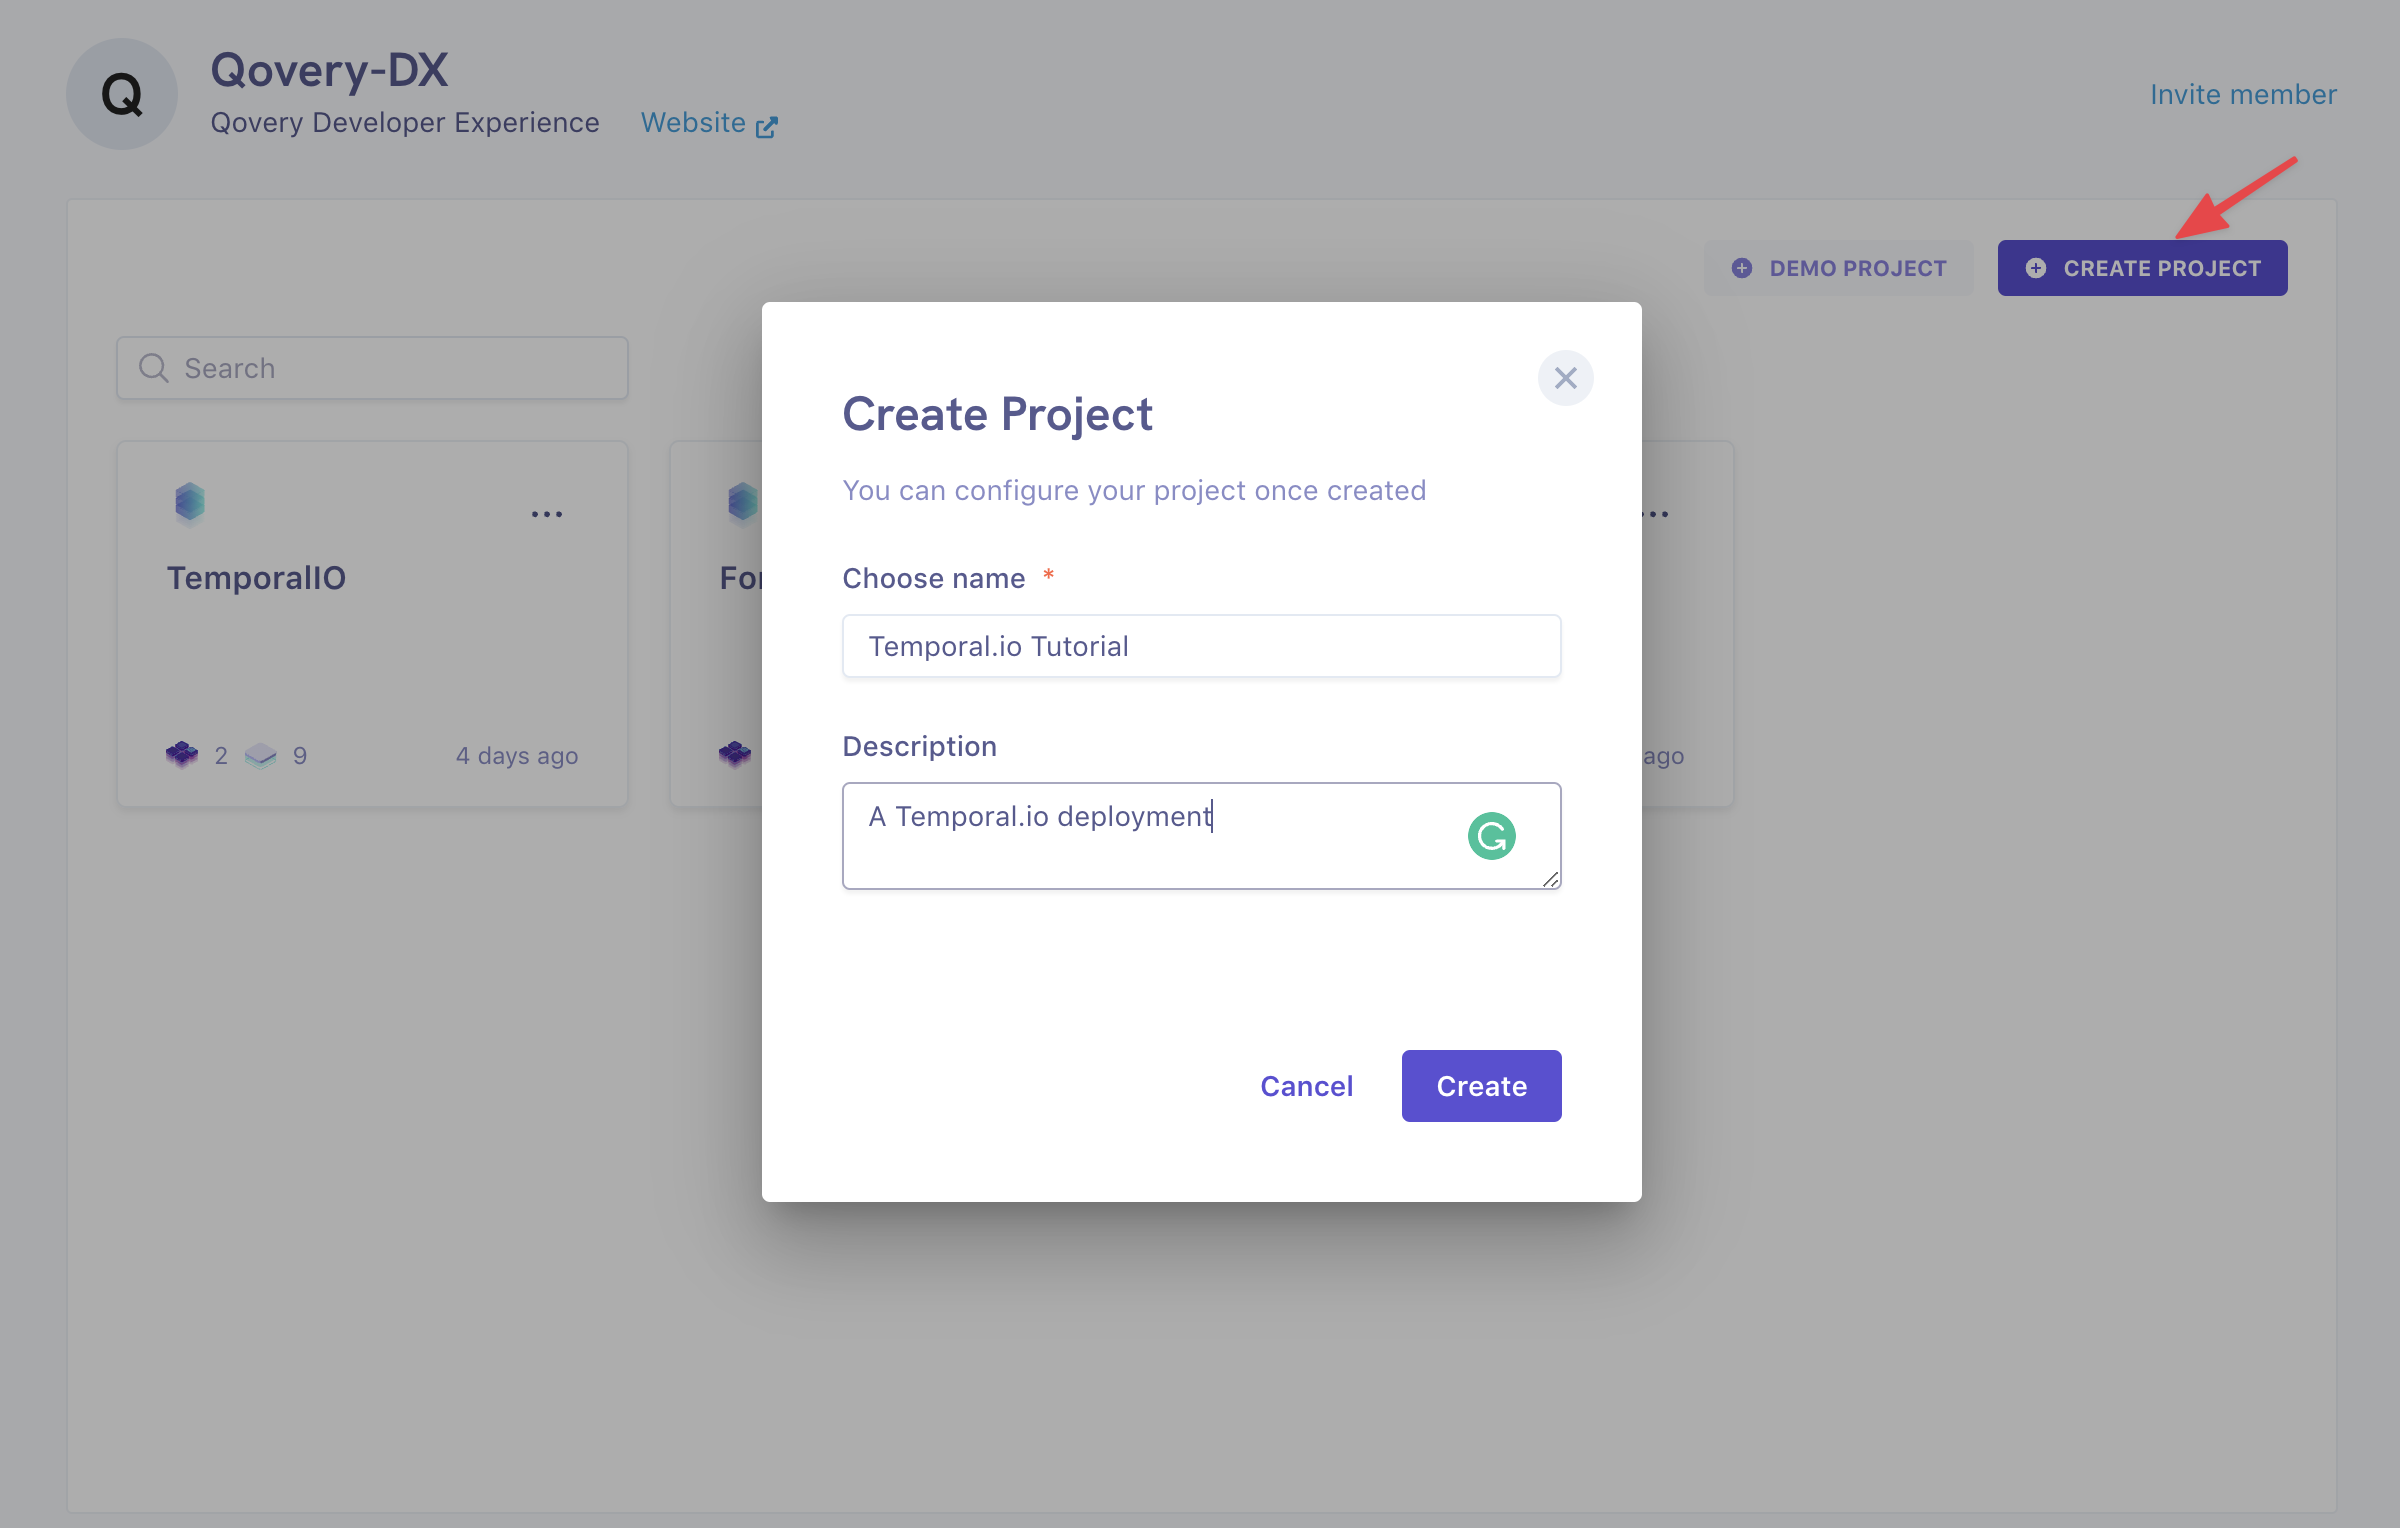 Q
Qovery-DX
Qovery Developer Experience
Website
Invite member
DEMO PROJECT
CREATE PROJECT
Search
TemporalIO
2
9
4 days ago
ago
Create Project
You can configure your project once created
Choose name *
Temporal.io Tutorial
Description
A Temporal.io deployment
Cancel
Create